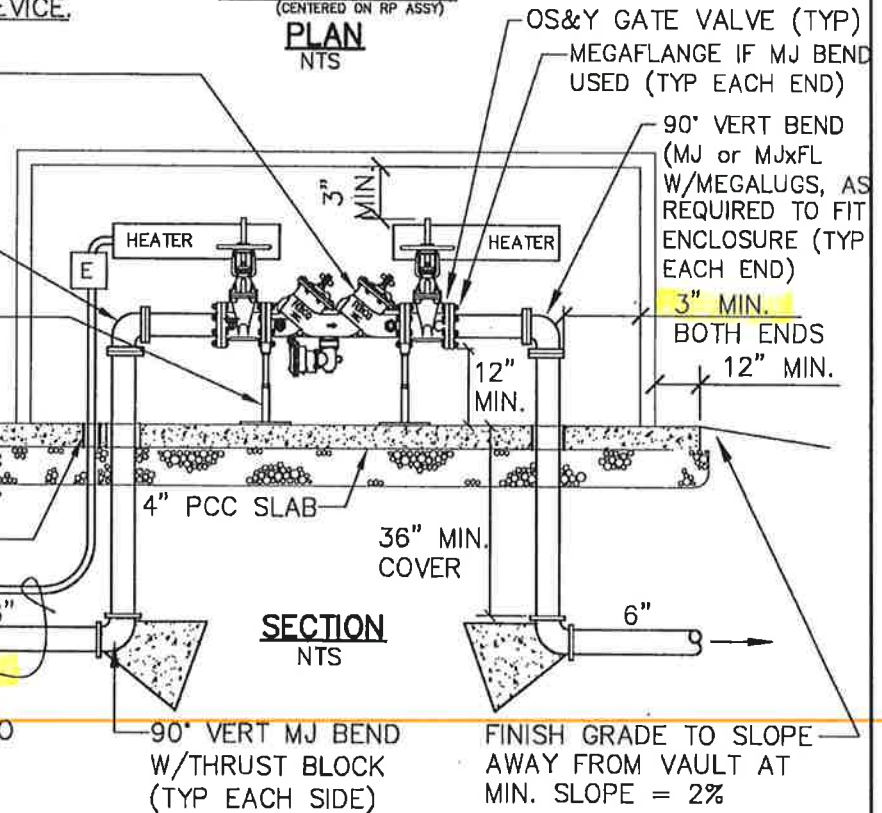 EVICE.
(CENTERED ON RP ASSY)
PLAN
NTS
OS&Y GATE VALVE (TYP)
MEGAFLANGE IF MJ BEND
USED (TYP EACH END)
90° VERT BEND
(MJ or MJxFL
W/MEGALUGS, AS
REQUIRED TO FIT
ENCLOSURE (TYP
EACH END)
3" MIN.
BOTH ENDS
12" MIN.
3"
MIN.
HEATER
HEATER
E
12"
MIN.
4" PCC SLAB
36" MIN.
COVER
SECTION
NTS
6"
90° VERT MJ BEND
W/THRUST BLOCK
(TYP EACH SIDE)
FINISH GRADE TO SLOPE
AWAY FROM VAULT AT
MIN. SLOPE = 2%